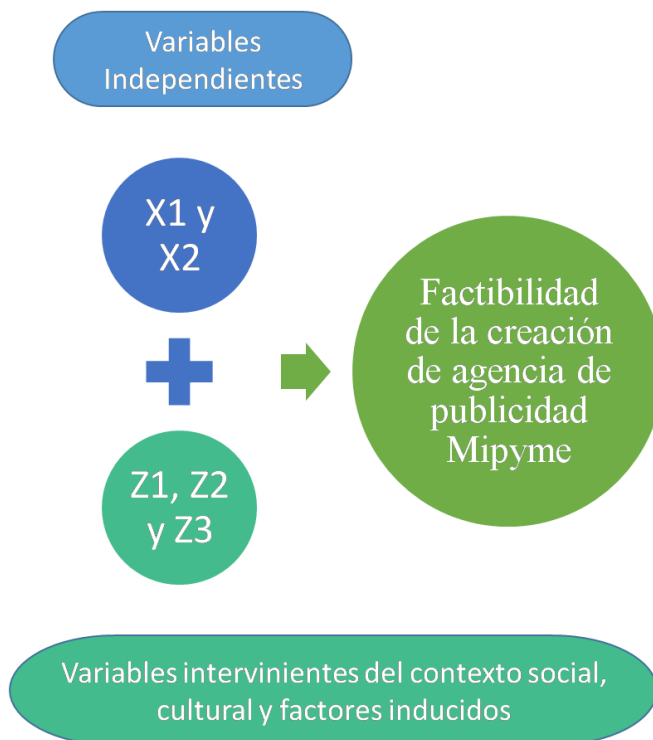 Variables
Independientes
X1 y
X2
Factibilidad
de la creación
de agencia de
publicidad
Mipyme
Z1, Z2
y Z3
Variables intervinientes del contexto social,
cultural y factores inducidos